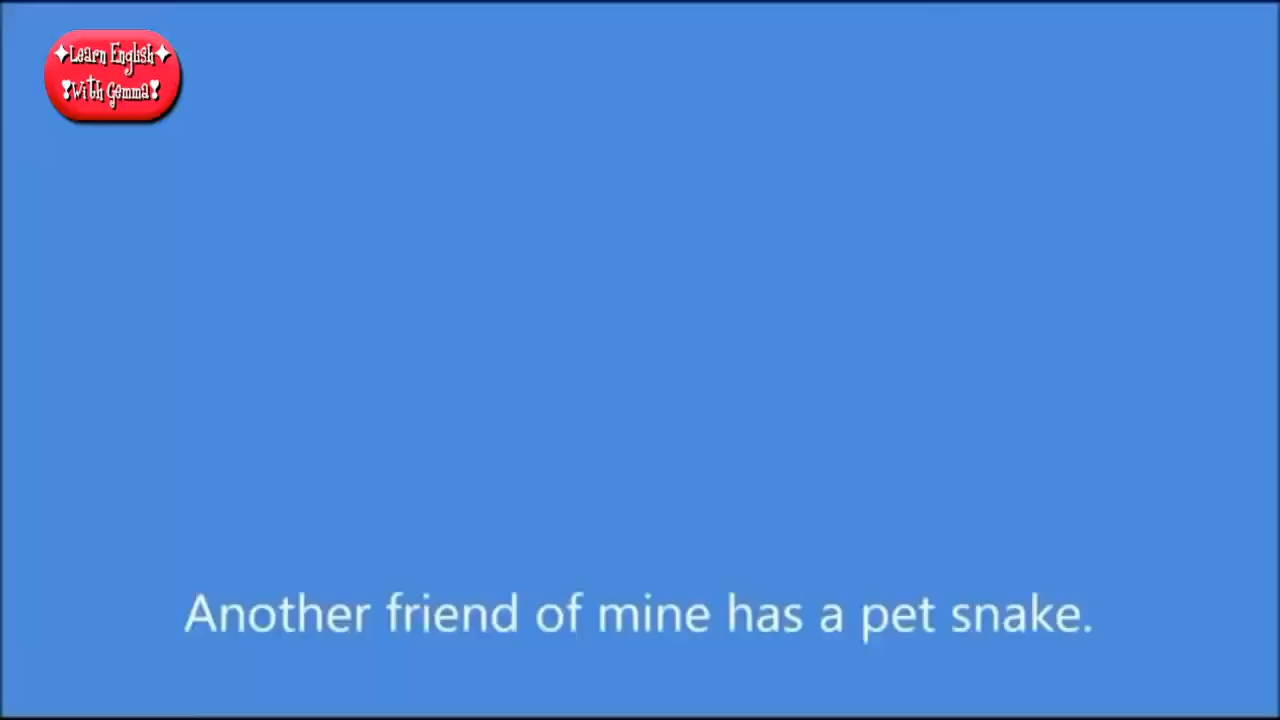 ✦Learn English✦
❣With Gemma❣
Another friend of mine has a pet snake.